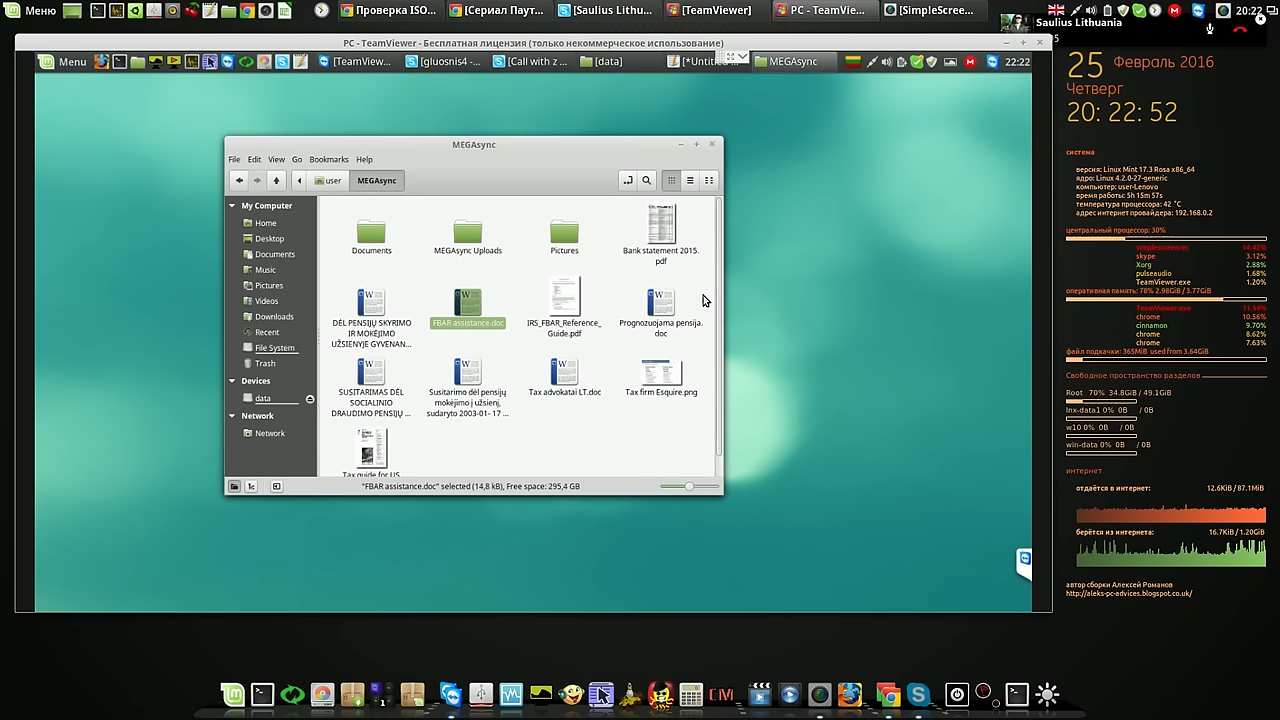 Меню
Проверка ISO...
[Сериал Паут...
[Saulius Lithu...
[TeamViewer]
PC - TeamVie...
[SimpleScree...
20:22
Saulius Lithuania
PC - TeamViewer - Бесплатная лицензия (только некоммерческое использование)
Menu
[TeamView...
[gluosnis4 -...
[Call with z ...
[data]
MEGAsync
22:22
MEGAsync
File Edit View Go Bookmarks Help
user MEGAsync
My Computer
Home
Desktop
Documents
Music
Pictures
Videos
Downloads
Recent
File System
Trash
Devices
data
Network
Network
Documents
MEGAsync Uploads
Pictures
Bank statement 2015.
pdf
DĖL PENSIJŲ SKYRIMO
IR MOKĖJIMO
UŽSIENYJE GYVENAN...
FBAR assistance.doc
IRS_FBAR_Reference_
Guide.pdf
Prognozuojama pensija.
doc
SUSITARIMAS DĖL
SOCIALINIO
DRAUDIMO PENSIJŲ ...
Susitarimo dėl pensijų
mokėjimo į užsienį,
sudaryto 2003-01- 17 ...
Tax advokatai LT.doc
Tax firm Esquire.png
Tax guide for US
"FBAR assistance.doc" selected (14,8 kB), Free space: 295,4 GB
25 Февраль 2016
Четверг
20: 22: 52
система
версия: Linux Mint 17.3 Rosa x86_64
ядро: Linux 4.2.0-27-generic
компьютер: user-Lenovo
время работы: 5h 15m 57s
температура процессора: 42 °C
адрес интернет провайдера: 192.168.0.2
центральный процессор: 30%
skype 3.12%
Xorg 2.88%
pulseaudio 1.68%
TeamViewer.exe 1.20%
оперативная память: 78% 2.98GiB / 3.77GiB
TeamViewer.exe 11.54%
chrome 10.56%
cinnamon 9.70%
chrome 8.62%
chrome 7.63%
файл подкачки: 365MiB used from 3.64GiB
Свободное пространство разделов
Root 70% 34.8GiB / 49.1GiB
lnx-data1 0% 0B / 0B
w10 0% 0B / 0B
win-data 0% 0B / 0B
интернет
отдаётся в интернет: 12.6KiB / 87.1MiB
берётся из интернета: 16.7KiB / 1.20GiB
автор сборки Алексей Романов
http://aleks-pc-advices.blogspot.co.uk/